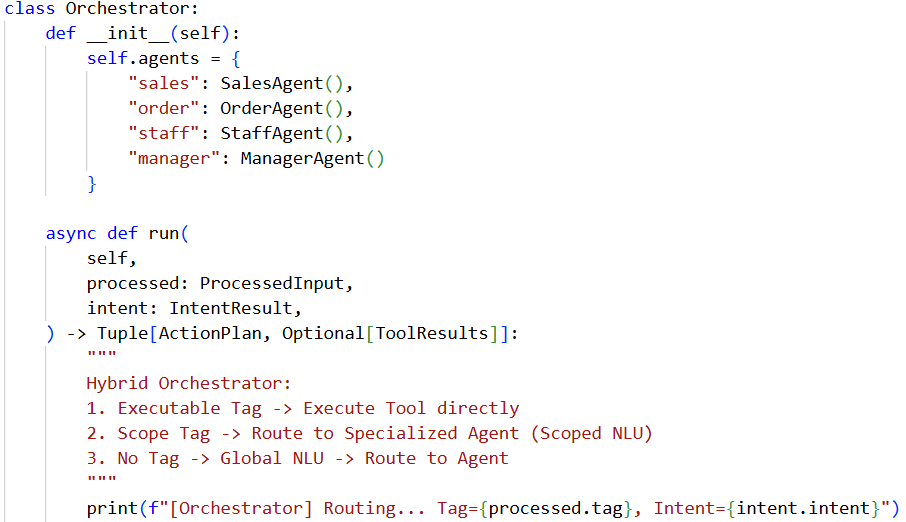 class Orchestrator:
    def __init__(self):
        self.agents = {
            "sales": SalesAgent(),
            "order": OrderAgent(),
            "staff": StaffAgent(),
            "manager": ManagerAgent()
        }

    async def run(
        self,
        processed: ProcessedInput,
        intent: IntentResult,
    ) -> Tuple[ActionPlan, Optional[ToolResults]]:
        """
        Hybrid Orchestrator:
        1. Executable Tag -> Execute Tool directly
        2. Scope Tag -> Route to Specialized Agent (Scoped NLU)
        3. No Tag -> Global NLU -> Route to Agent
        """
        print(f"[Orchestrator] Routing... Tag={processed.tag}, Intent={intent.intent}")